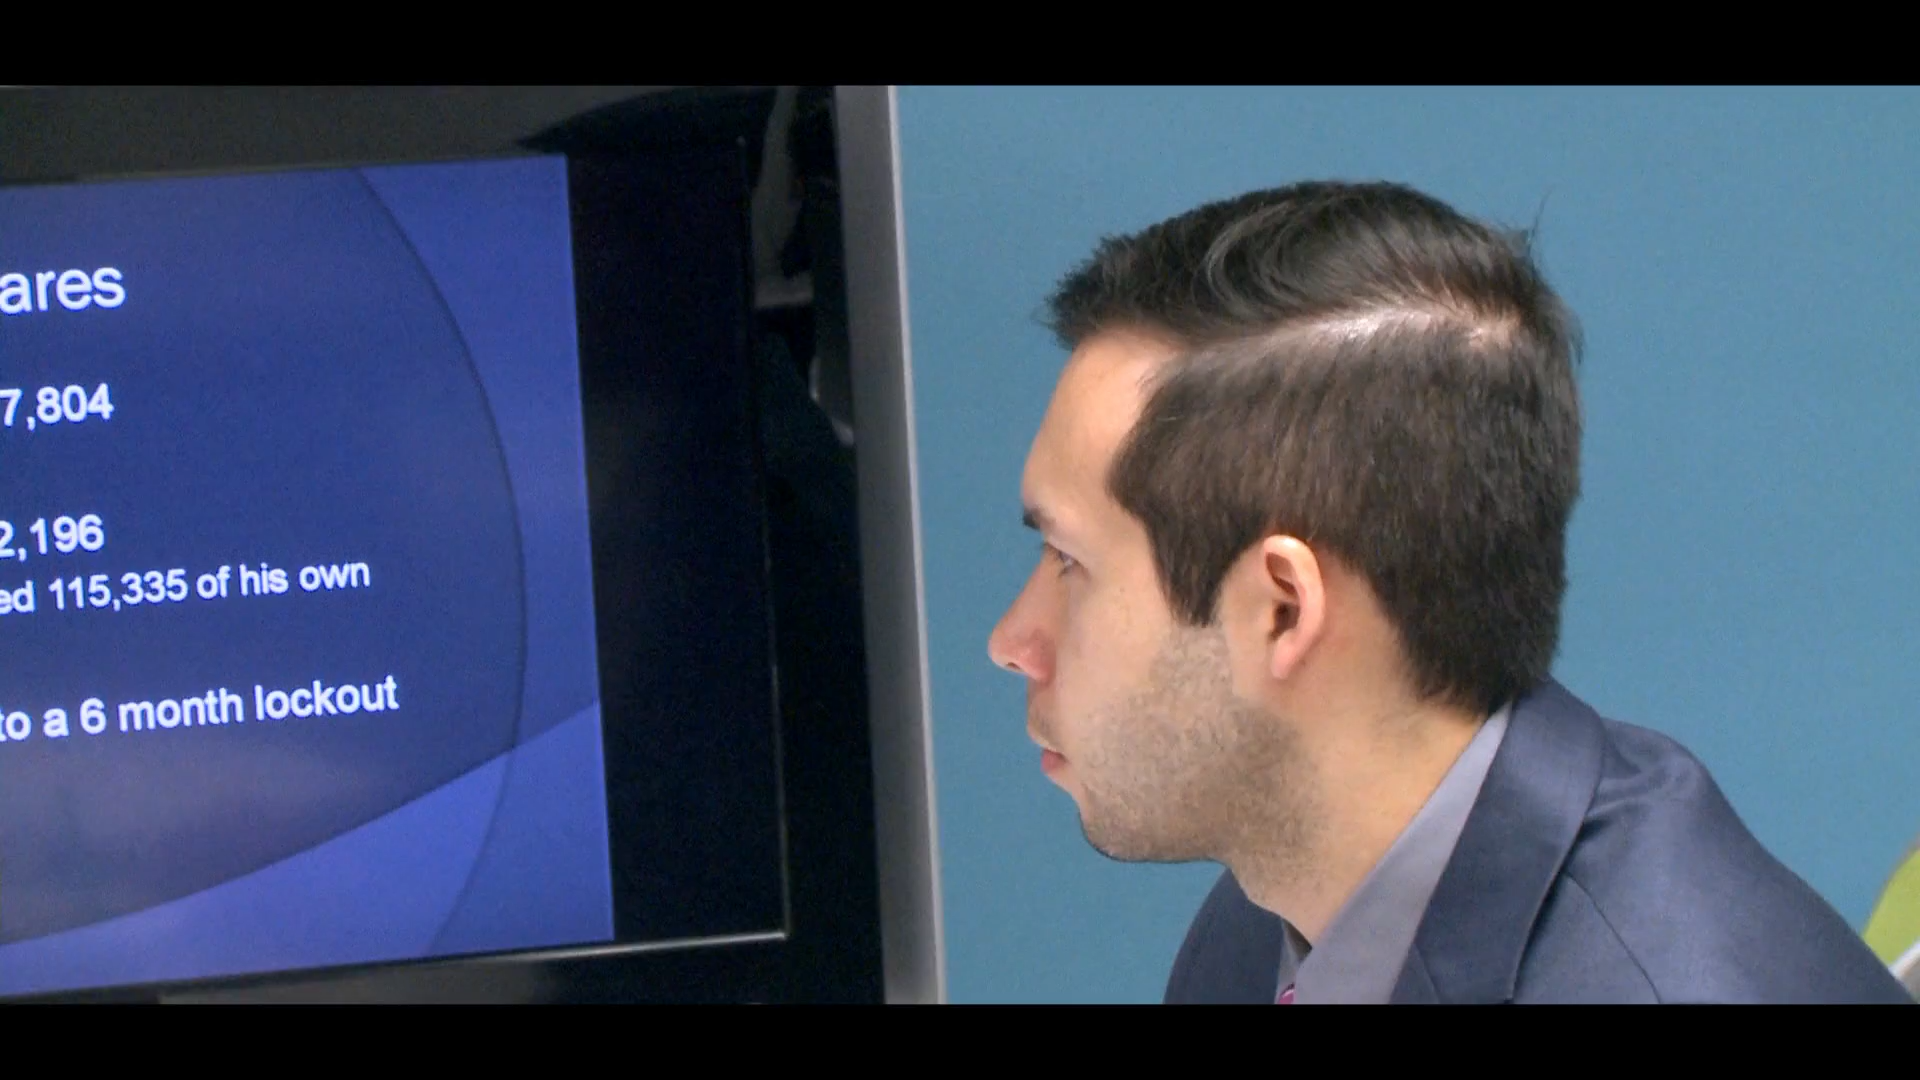 ares
7,804
2,196
ed 115,335 of his own
to a 6 month lockout